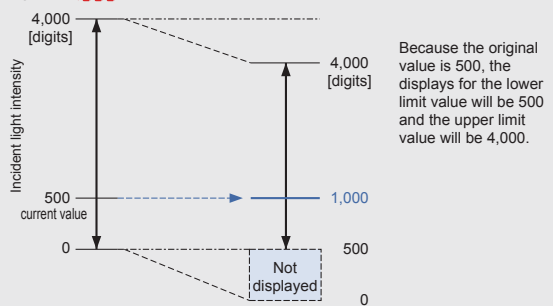 4,000
[digits]
Incident light intensity
500
current value
0
4,000
[digits]
1,000
500
Not
displayed
0
Because the original
value is 500, the
displays for the lower
limit value will be 500
and the upper limit
value will be 4,000.